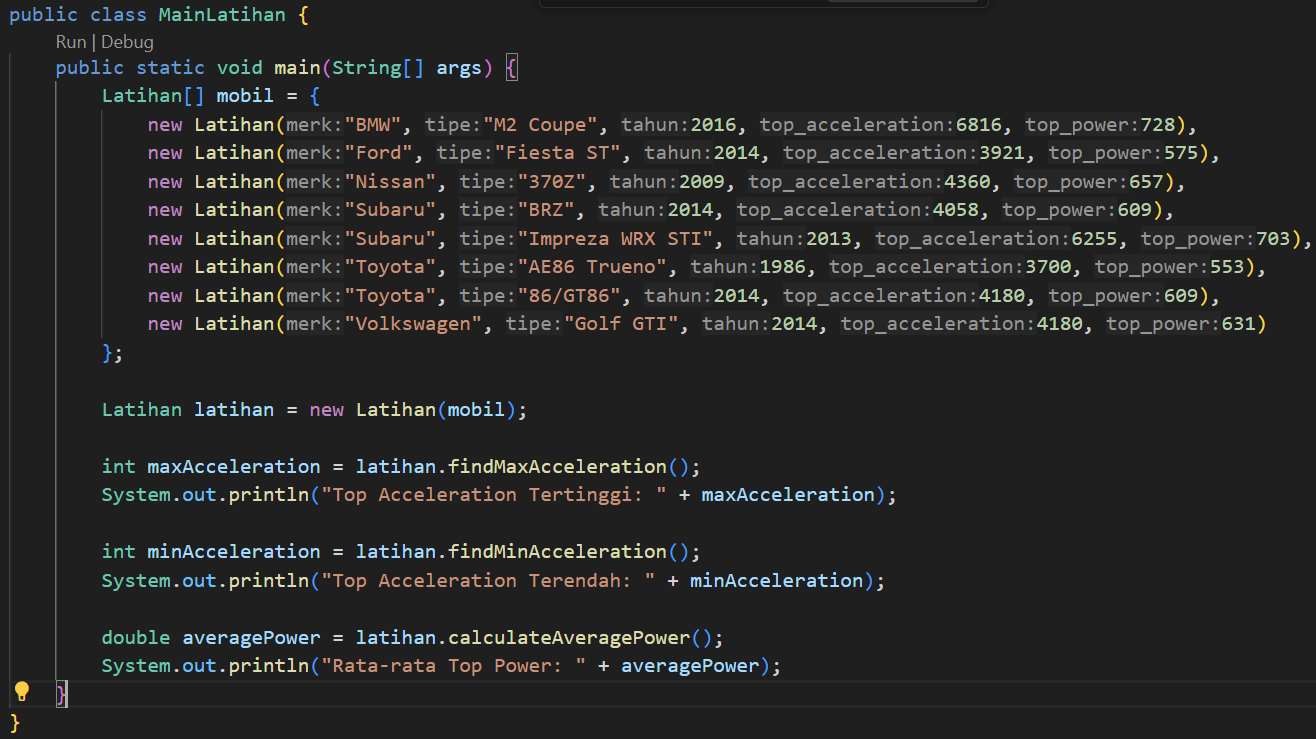 public class MainLatihan {
Run | Debug
public static void main(String[] args) {
Latihan[] mobil = {
new Latihan(merk:"BMW", tipe:"M2 Coupe", tahun:2016, top_acceleration:6816, top_power:728),
new Latihan(merk:"Ford", tipe:"Fiesta ST", tahun:2014, top_acceleration:3921, top_power:575),
new Latihan(merk:"Nissan", tipe:"370Z", tahun:2009, top_acceleration:4360, top_power:657),
new Latihan(merk:"Subaru", tipe:"BRZ", tahun:2014, top_acceleration:4058, top_power:609),
new Latihan(merk:"Subaru", tipe:"Impreza WRX STI", tahun:2013, top_acceleration:6255, top_power:703),
new Latihan(merk:"Toyota", tipe:"AE86 Trueno", tahun:1986, top_acceleration:3700, top_power:553),
new Latihan(merk:"Toyota", tipe:"86/GT86", tahun:2014, top_acceleration:4180, top_power:609),
new Latihan(merk:"Volkswagen", tipe:"Golf GTI", tahun:2014, top_acceleration:4180, top_power:631)
};
Latihan latihan = new Latihan(mobil);
int maxAcceleration = latihan.findMaxAcceleration();
System.out.println("Top Acceleration Tertinggi: " + maxAcceleration);
int minAcceleration = latihan.findMinAcceleration();
System.out.println("Top Acceleration Terendah: " + minAcceleration);
double averagePower = latihan.calculateAveragePower();
System.out.println("Rata-rata Top Power: " + averagePower);
}
}